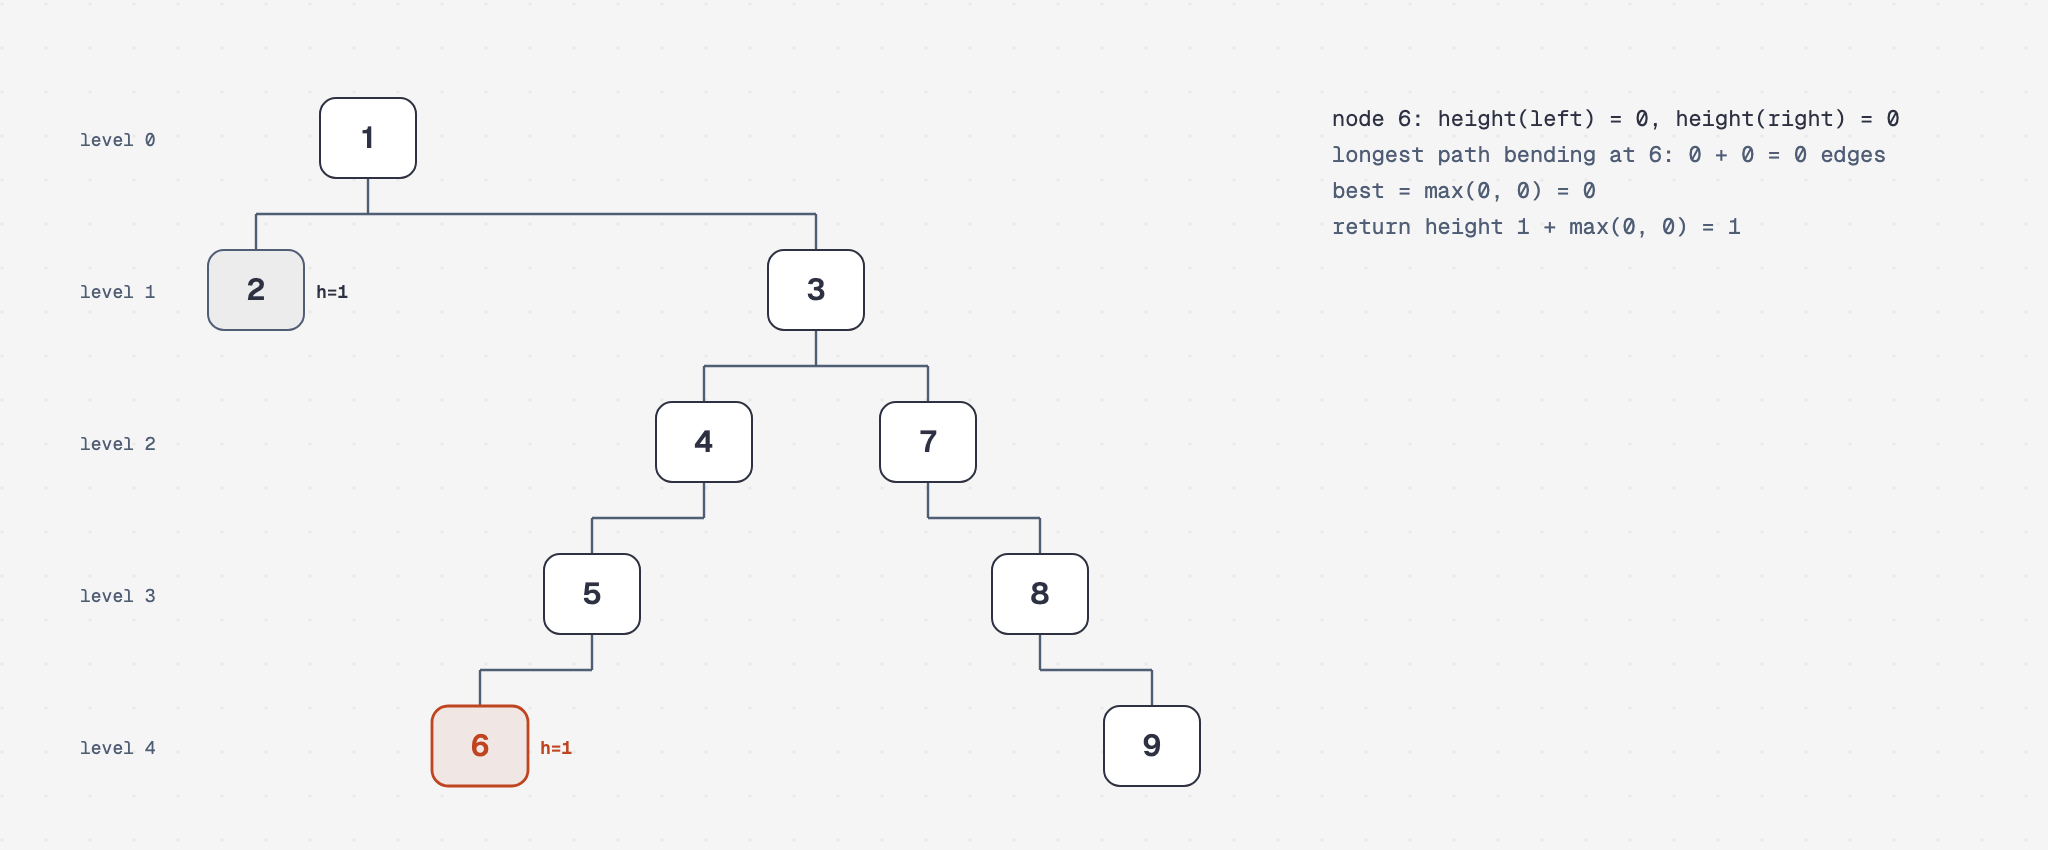 level 0
1
node 6: height(left) = 0, height(right) = 0
longest path bending at 6: 0 + 0 = 0 edges
best = max(0, 0) = 0
return height 1 + max(0, 0) = 1
level 1
2
h=1
3
level 2
4
7
level 3
5
8
level 4
6
h=1
9